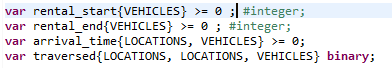 var rental_start{VEHICLES} >= 0 ; #integer;
var rental_end{VEHICLES} >= 0 ; #integer;
var arrival_time{LOCATIONS, VEHICLES} >= 0;
var traversed{LOCATIONS, LOCATIONS, VEHICLES} binary;